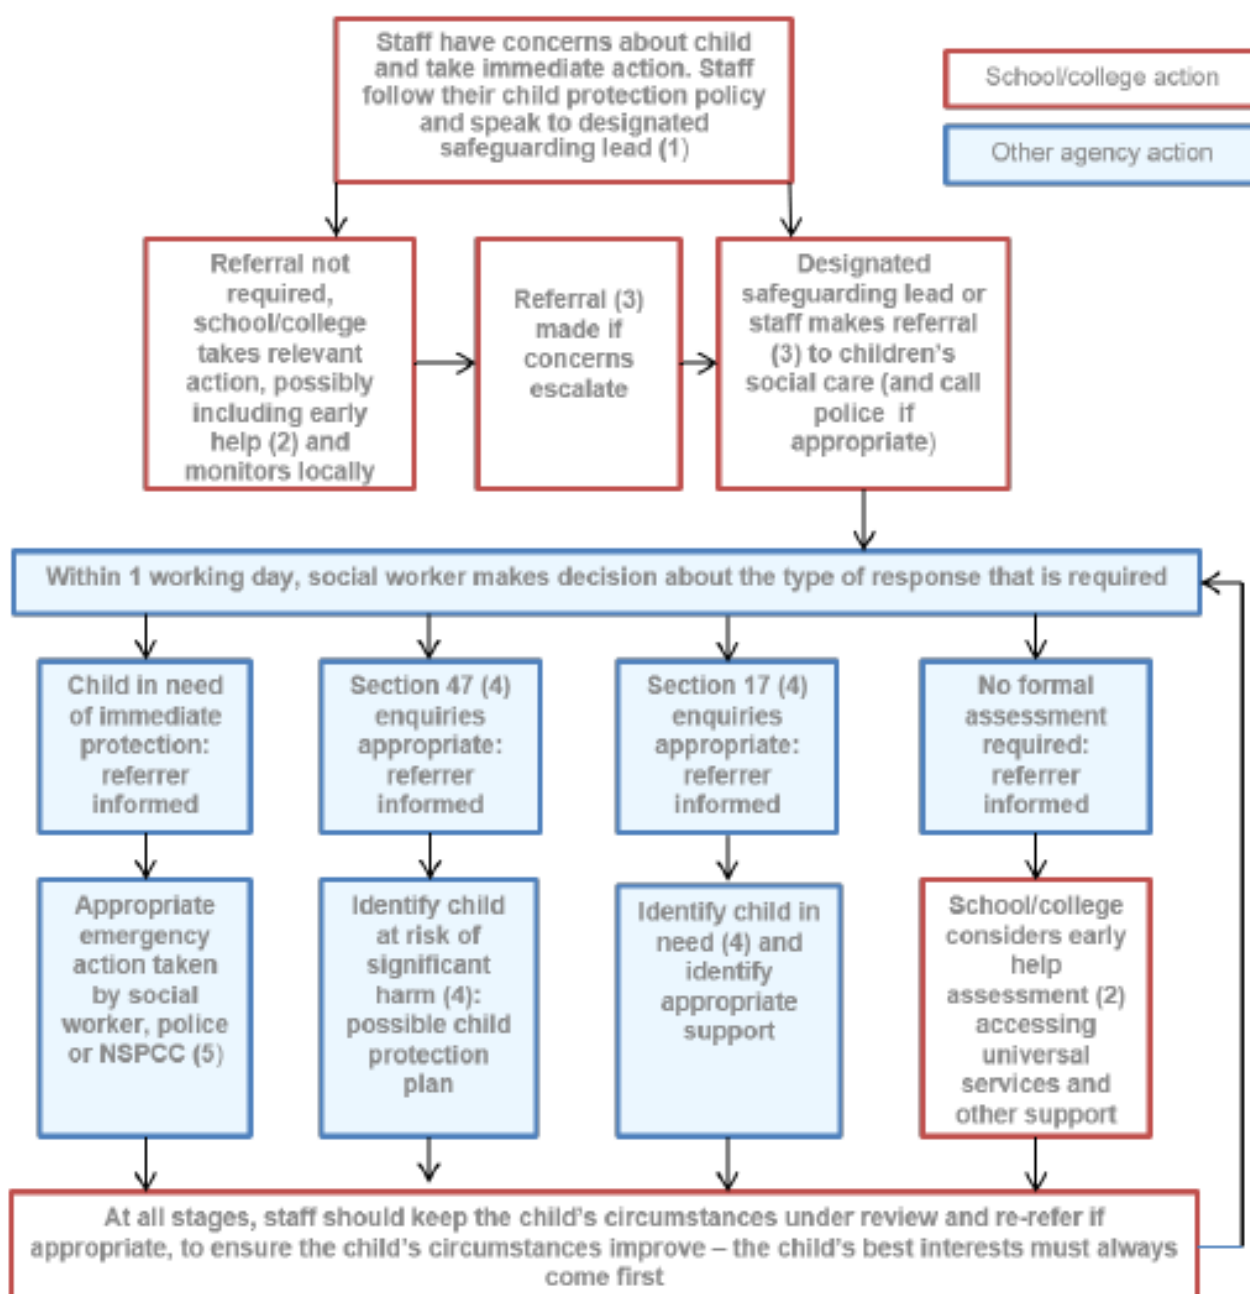 Staff have concerns about child
and take immediate action. Staff
follow their child protection policy
and speak to designated
safeguarding lead (1)
School/college action
Other agency action
Referral not
required,
school/college
takes relevant
action, possibly
including early
help (2) and
monitors locally
Referral (3)
made if
concerns
escalate
Designated
safeguarding lead or
staff makes referral
(3) to children's
social care (and call
police if
appropriate)
Within 1 working day, social worker makes decision about the type of response that is required
Child in need
of immediate
protection:
referrer
informed
Section 47 (4)
enquiries
appropriate:
referrer
informed
Section 17 (4)
enquiries
appropriate:
referrer
informed
No formal
assessment
required:
referrer
informed
Appropriate
emergency
action taken
by social
worker, police
or NSPCC (5)
Identify child
at risk of
significant
harm (4):
possible child
protection
plan
Identify child in
need (4) and
identify
appropriate
support
School/college
considers early
help
assessment (2)
accessing
universal
services and
other support
At all stages, staff should keep the child's circumstances under review and re-refer if
appropriate, to ensure the child's circumstances improve – the child's best interests must always
come first